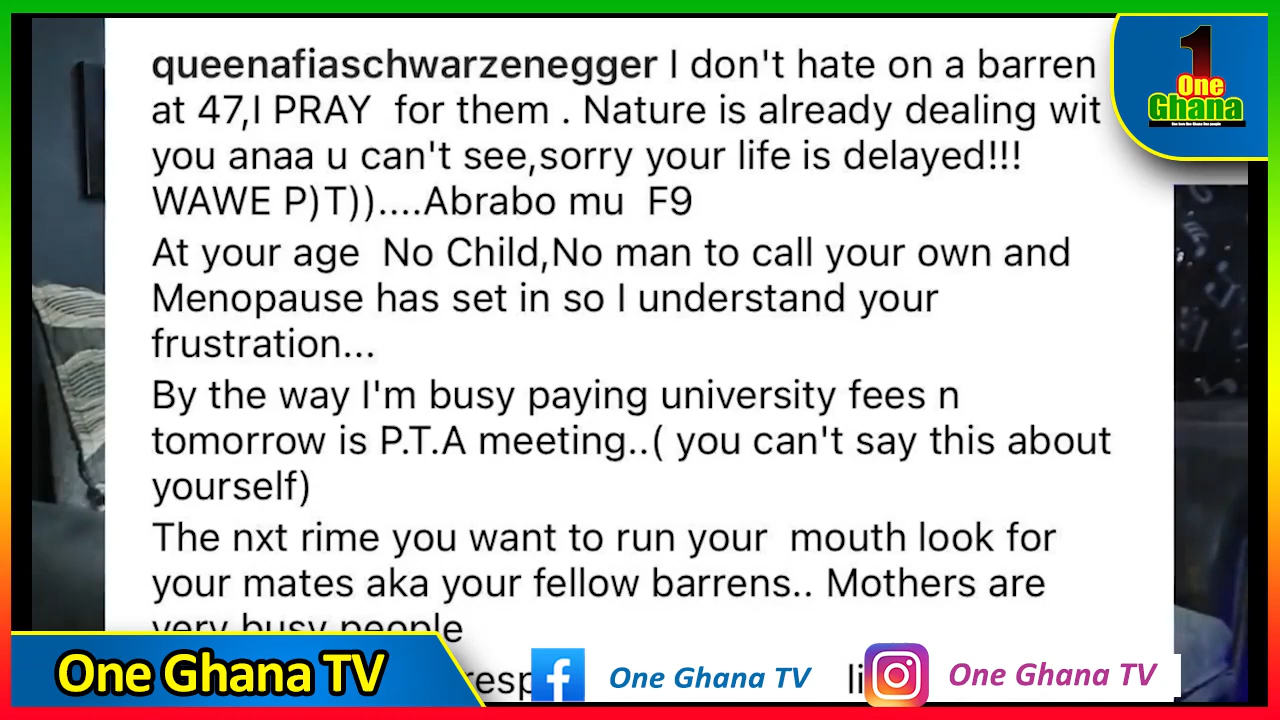 queenafiaschwarzenegger I don't hate on a barren
at 47,I PRAY for them . Nature is already dealing wit
you anaa u can't see,sorry your life is delayed!!!
WAWE P)T))....Abrabo mu F9
At your age No Child,No man to call your own and
Menopause has set in so I understand your
frustration...
By the way I'm busy paying university fees n
tomorrow is P.T.A meeting..( you can't say this about
yourself)
The nxt rime you want to run your mouth look for
your mates aka your fellow barrens.. Mothers are
very busy people
1
One
Ghana
One Ghana TV
One Ghana TV
One Ghana TV